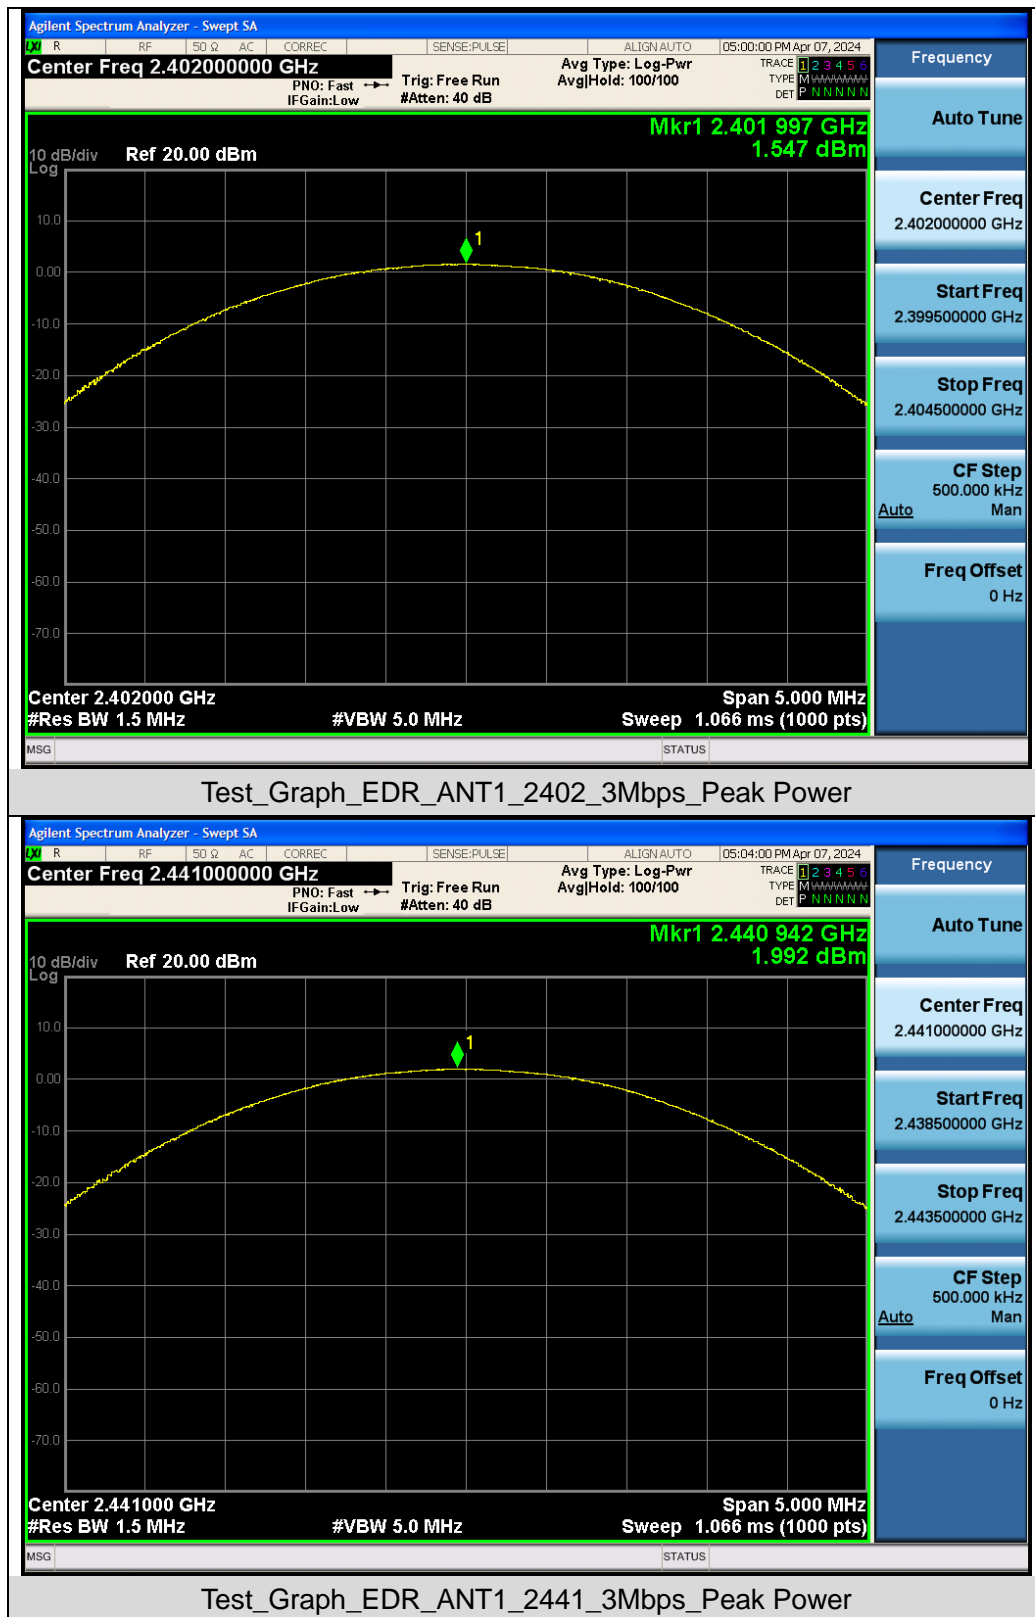 Agilent Spectrum Analyzer - Swept SA
LXI R RF 50 Ω AC CORREC SENSE:PULSE ALIGN AUTO 05:00:00 PM Apr 07, 2024
Center Freq 2.402000000 GHz
PNO: Fast
IFGain:Low
Trig: Free Run
#Atten: 40 dB
Avg Type: Log-Pwr
Avg|Hold: 100/100
TRACE 1 2 3 4 5 6
TYPE M WWWWW
DET P N N N N N
Mkr1 2.401 997 GHz
1.547 dBm
10 dB/div Ref 20.00 dBm
Log
10.0
0.00
-10.0
-20.0
-30.0
-40.0
-50.0
-60.0
-70.0
1
Center 2.402000 GHz Span 5.000 MHz
#Res BW 1.5 MHz #VBW 5.0 MHz Sweep 1.066 ms (1000 pts)
MSG STATUS
Frequency
Auto Tune
Center Freq
2.402000000 GHz
Start Freq
2.399500000 GHz
Stop Freq
2.404500000 GHz
CF Step
500.000 kHz
Auto Man
Freq Offset
0 Hz
Test_Graph_EDR_ANT1_2402_3Mbps_Peak Power
Agilent Spectrum Analyzer - Swept SA
LXI R RF 50 Ω AC CORREC SENSE:PULSE ALIGN AUTO 05:04:00 PM Apr 07, 2024
Center Freq 2.441000000 GHz
PNO: Fast
IFGain:Low
Trig: Free Run
#Atten: 40 dB
Avg Type: Log-Pwr
Avg|Hold: 100/100
TRACE 1 2 3 4 5 6
TYPE M WWWWW
DET P N N N N N
Mkr1 2.440 942 GHz
1.992 dBm
10 dB/div Ref 20.00 dBm
Log
10.0
0.00
-10.0
-20.0
-30.0
-40.0
-50.0
-60.0
-70.0
1
Center 2.441000 GHz Span 5.000 MHz
#Res BW 1.5 MHz #VBW 5.0 MHz Sweep 1.066 ms (1000 pts)
MSG STATUS
Frequency
Auto Tune
Center Freq
2.441000000 GHz
Start Freq
2.438500000 GHz
Stop Freq
2.443500000 GHz
CF Step
500.000 kHz
Auto Man
Freq Offset
0 Hz
Test_Graph_EDR_ANT1_2441_3Mbps_Peak Power